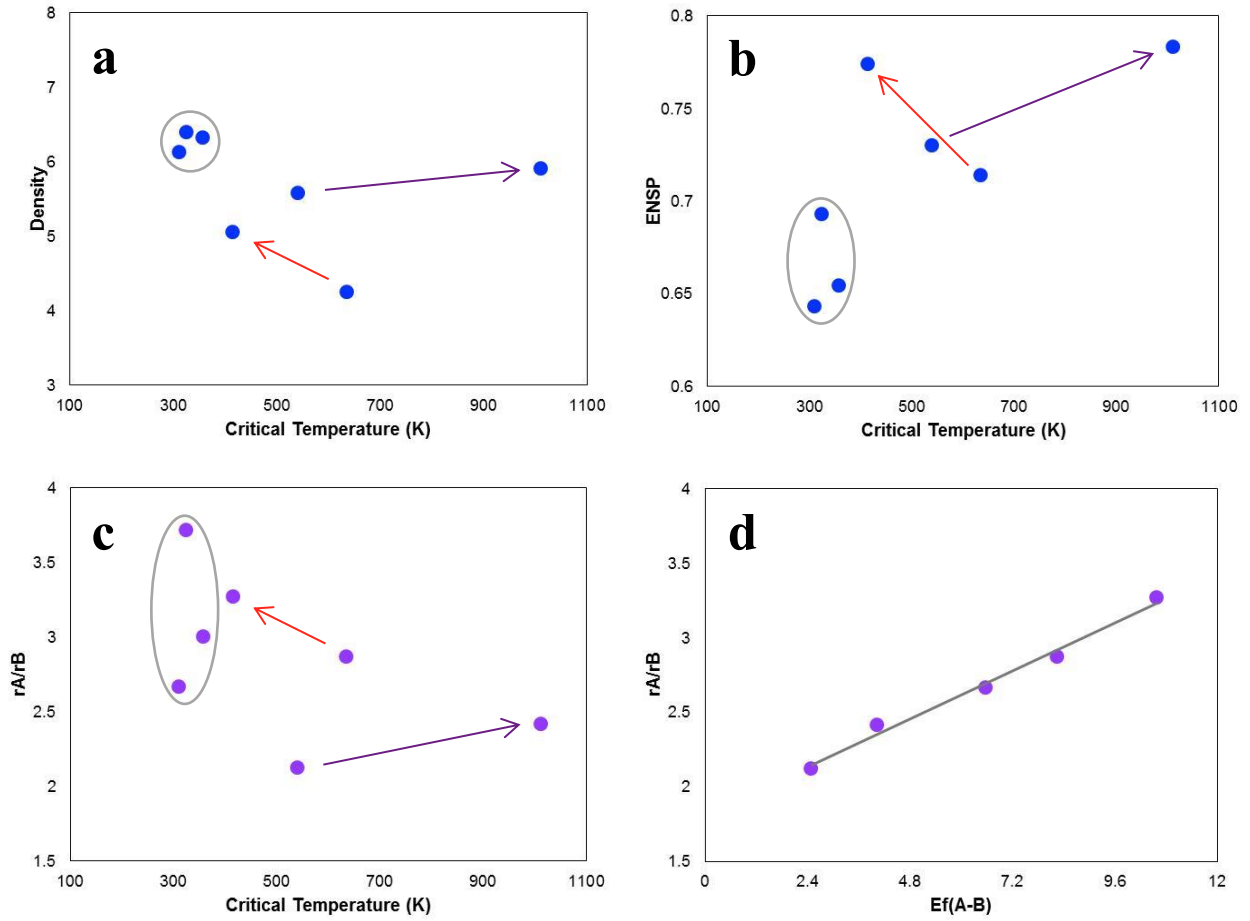 a
8
7
6
5
4
3
Density
100 300 500 700 900 1100
Critical Temperature (K)
b
0.8
0.75
0.7
0.65
0.6
ENSP
100 300 500 700 900 1100
Critical Temperature (K)
c
4
3.5
3
2.5
2
1.5
rA/rB
100 300 500 700 900 1100
Critical Temperature (K)
d
4
3.5
3
2.5
2
1.5
rA/rB
0 2.4 4.8 7.2 9.6 12
Ef(A-B)